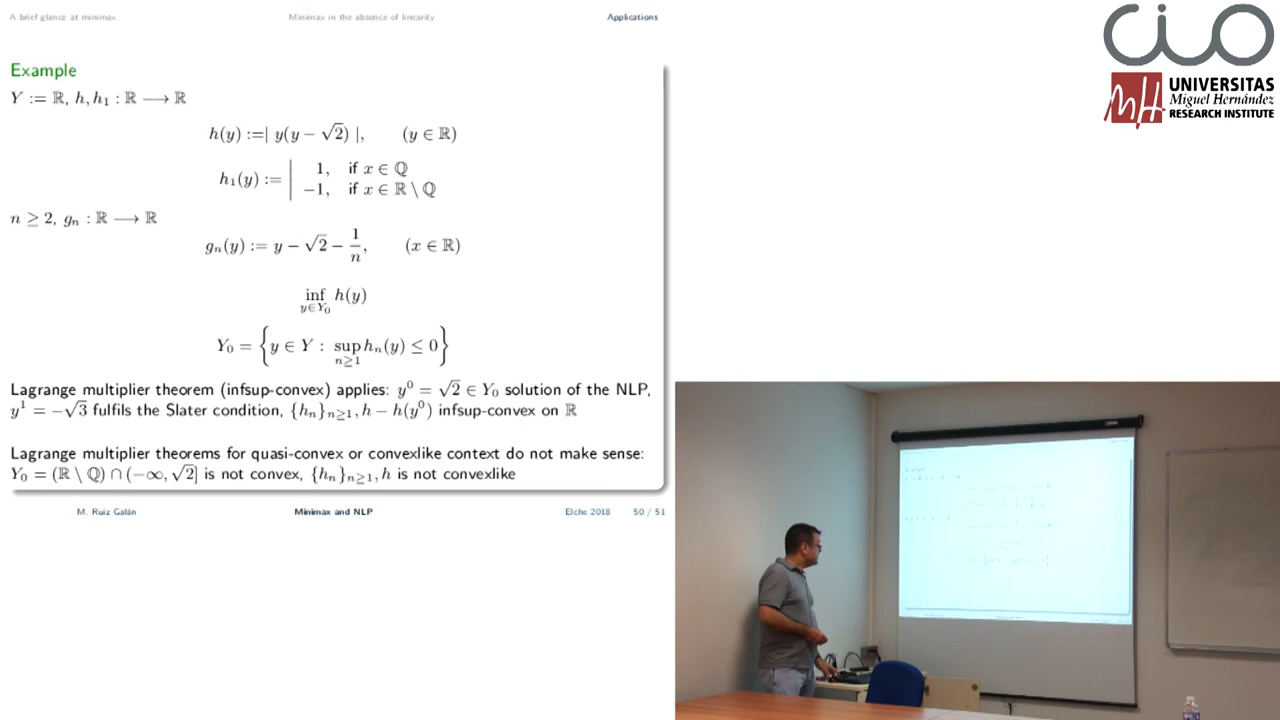 A brief glance at minimax Minimax in the absence of linearity Applications
Example
Y := ℝ, h, h₁ : ℝ ⟶ ℝ
h(y) :=| y(y − √2) |, (y ∈ ℝ)
h₁(y) := | 1, if x ∈ ℚ
−1, if x ∈ ℝ \ ℚ
n ≥ 2, gₙ : ℝ ⟶ ℝ
gₙ(y) := y − √2 − 1/n, (x ∈ ℝ)
inf h(y)
y∈Y₀
Y₀ = { y ∈ Y : sup hₙ(y) ≤ 0 }
n≥1
Lagrange multiplier theorem (infsup-convex) applies: y⁰ = √2 ∈ Y₀ solution of the NLP,
y¹ = −√3 fulfils the Slater condition, {hₙ}ₙ≥₁, h − h(y⁰) infsup-convex on ℝ
Lagrange multiplier theorems for quasi-convex or convexlike context do not make sense:
Y₀ = (ℝ \ ℚ) ∩ (−∞, √2] is not convex, {hₙ}ₙ≥₁, h is not convexlike
M. Ruiz Galán Minimax and NLP Elche 2018 50 / 51
CIO
UNIVERSITAS
Miguel Hernández
RESEARCH INSTITUTE